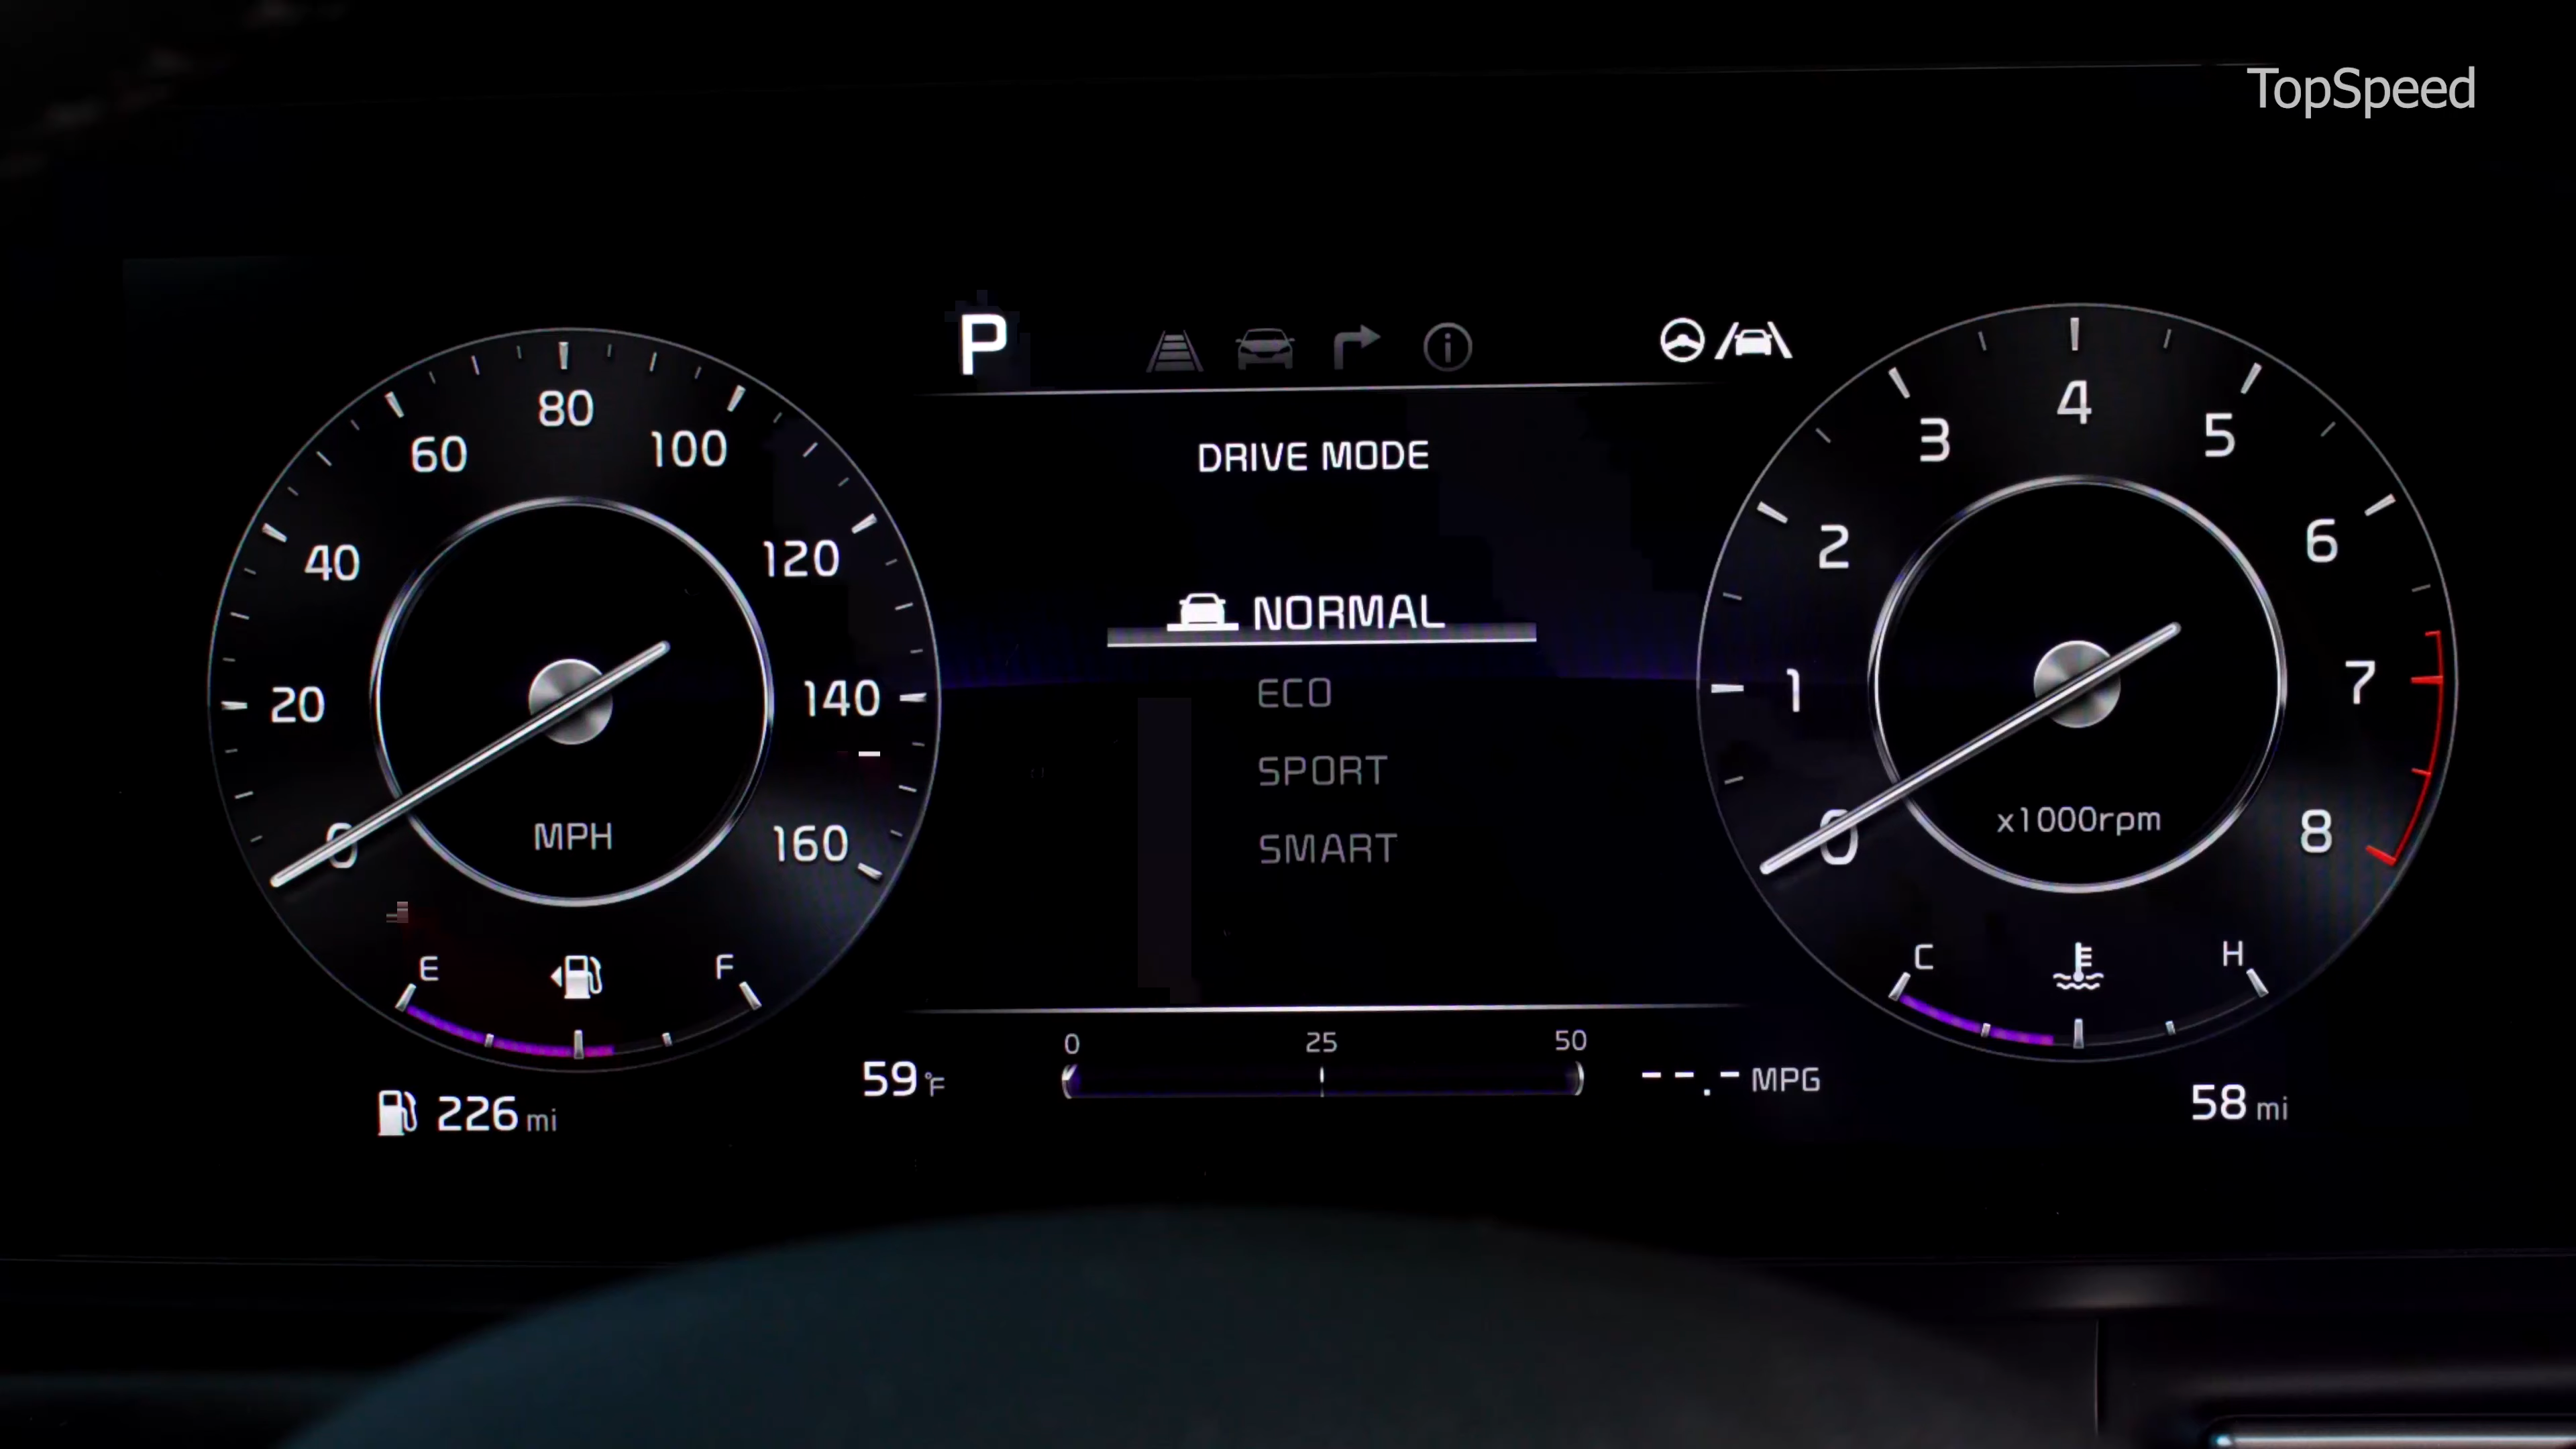 TopSpeed
P
DRIVE MODE
NORMAL
ECO
SPORT
SMART
0
20
40
60
80
100
120
140
160
MPH
E
F
226 mi
59 °F
0 25 50
--.- MPG
0
1
2
3
4
5
6
7
8
x1000rpm
C
H
58 mi